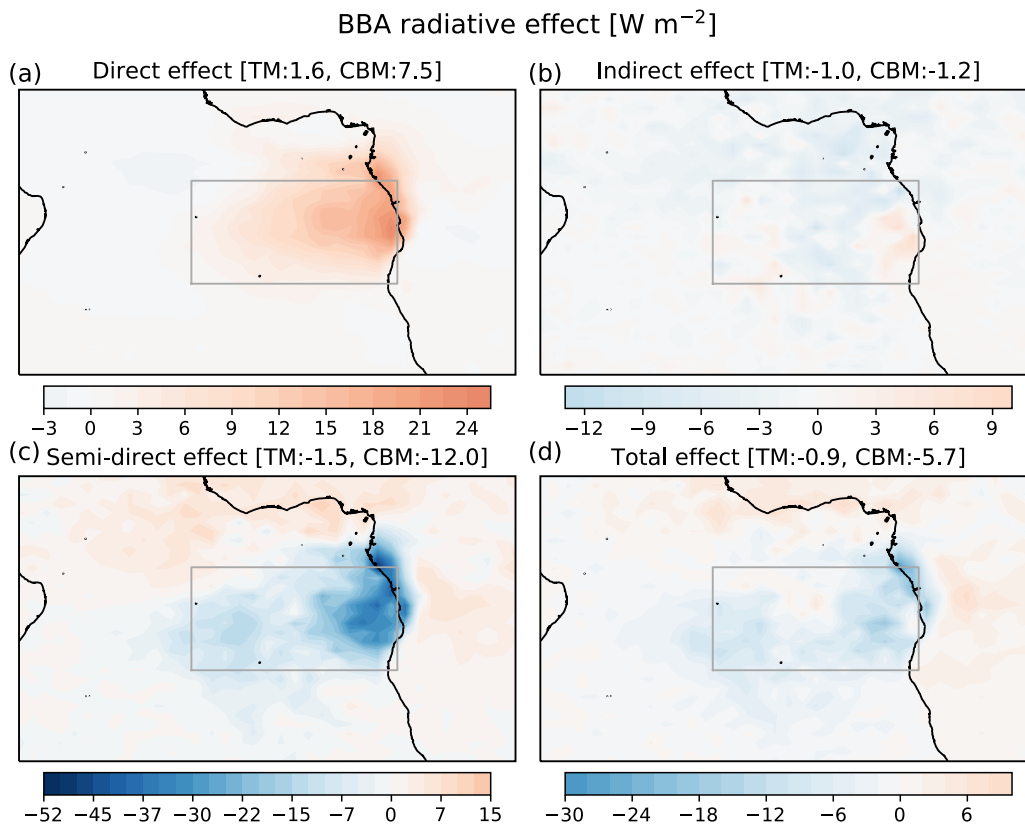 BBA radiative effect [W m⁻²]
(a) Direct effect [TM:1.6, CBM:7.5]
(b) Indirect effect [TM:-1.0, CBM:-1.2]
−3 0 3 6 9 12 15 18 21 24
−12 −9 −6 −3 0 3 6 9
(c) Semi-direct effect [TM:-1.5, CBM:-12.0]
(d) Total effect [TM:-0.9, CBM:-5.7]
−52 −45 −37 −30 −22 −15 −7 0 7 15
−30 −24 −18 −12 −6 0 6